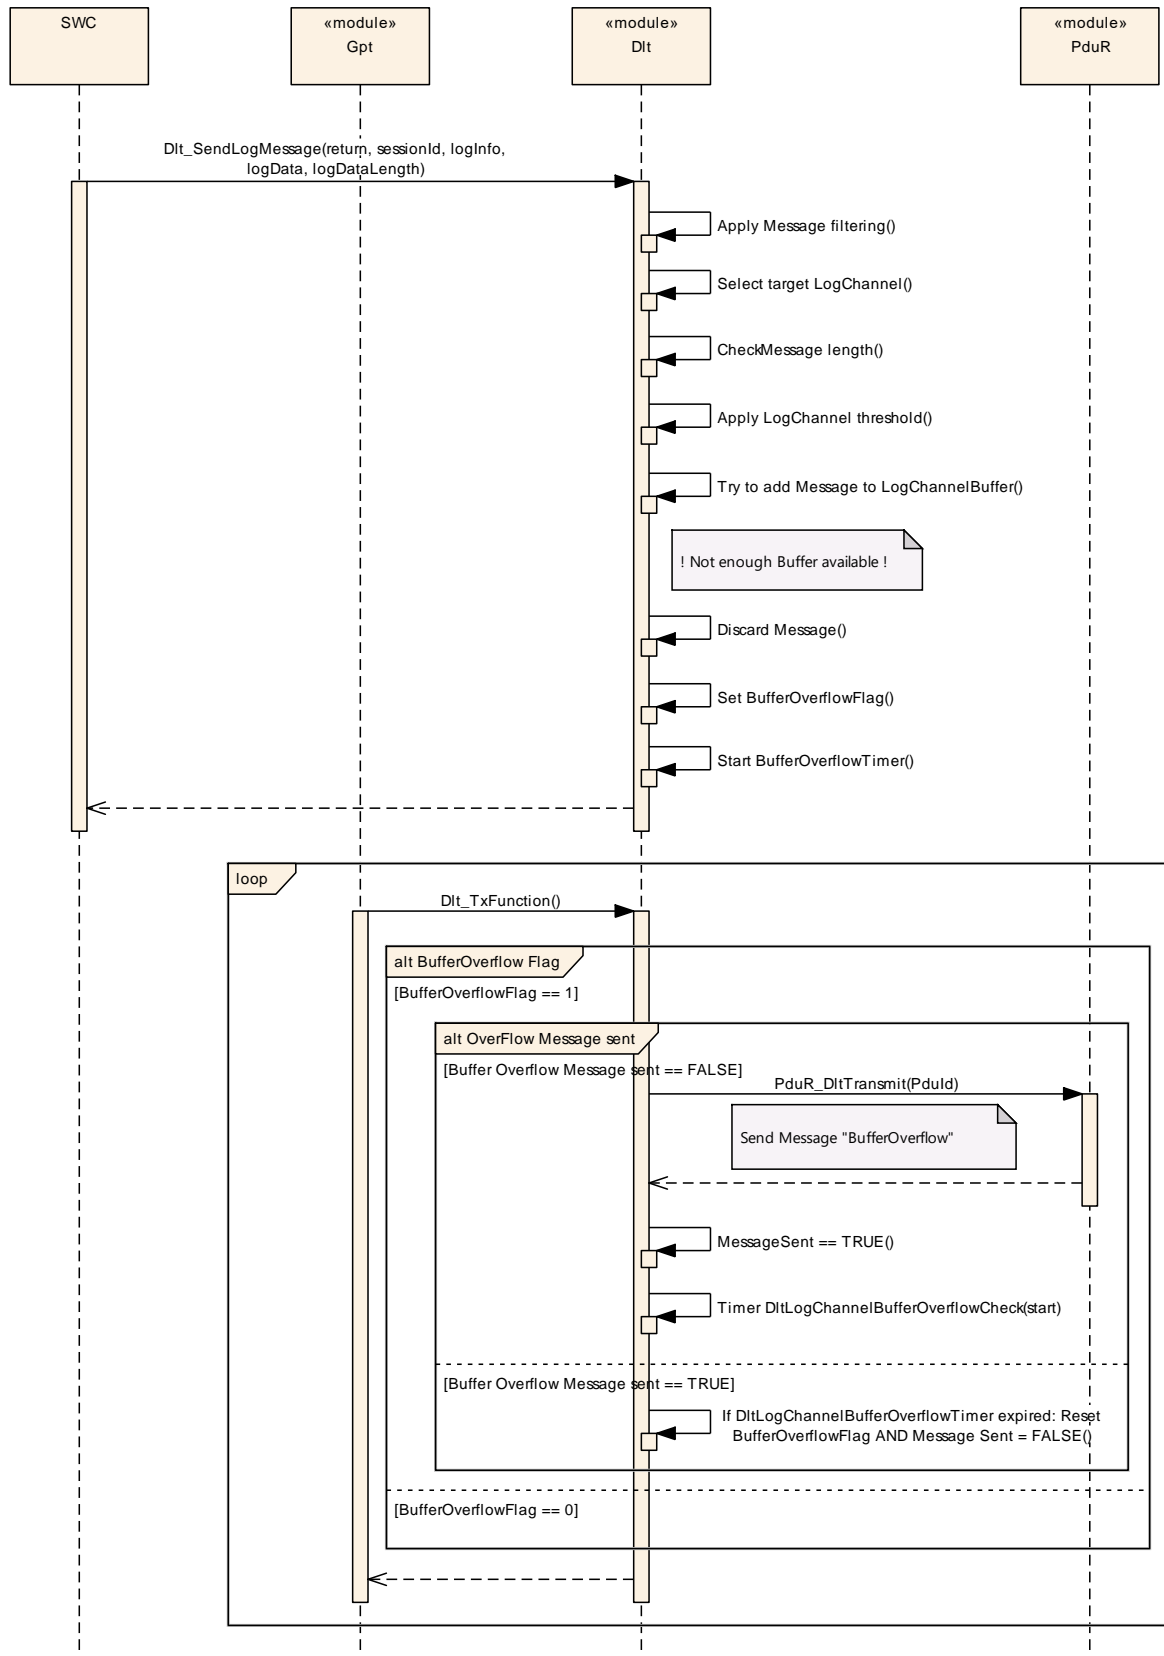 SWC
«module»
Gpt
«module»
Dlt
«module»
PduR
Dlt_SendLogMessage(return, sessionId, logInfo,
logData, logDataLength)
Apply Message filtering()
Select target LogChannel()
CheckMessage length()
Apply LogChannel threshold()
Try to add Message to LogChannelBuffer()
! Not enough Buffer available !
Discard Message()
Set BufferOverflowFlag()
Start BufferOverflowTimer()
loop
Dlt_TxFunction()
alt BufferOverflow Flag
[BufferOverflowFlag == 1]
alt OverFlow Message sent
[Buffer Overflow Message sent == FALSE]
PduR_DltTransmit(PduId)
Send Message "BufferOverflow"
MessageSent == TRUE()
Timer DltLogChannelBufferOverflowCheck(start)
[Buffer Overflow Message sent == TRUE]
If DltLogChannelBufferOverflowTimer expired: Reset
BufferOverflowFlag AND Message Sent = FALSE()
[BufferOverflowFlag == 0]